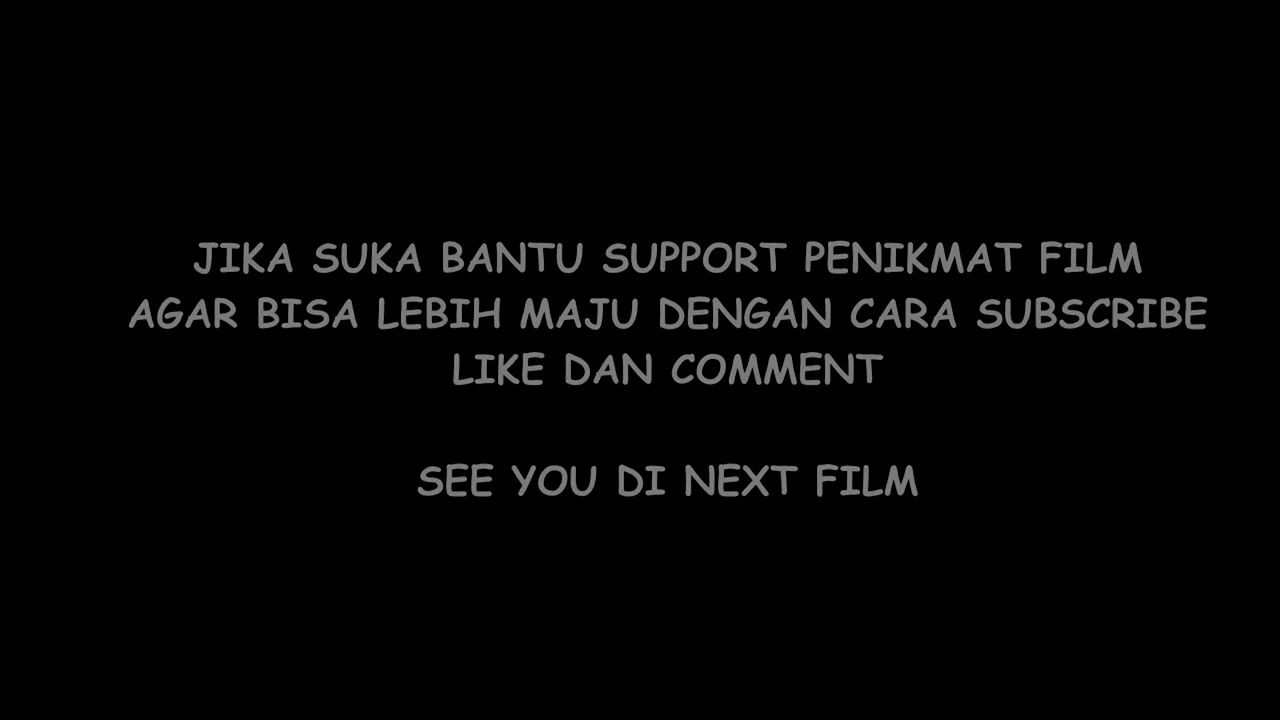 JIKA SUKA BANTU SUPPORT PENIKMAT FILM
AGAR BISA LEBIH MAJU DENGAN CARA SUBSCRIBE
LIKE DAN COMMENT
SEE YOU DI NEXT FILM